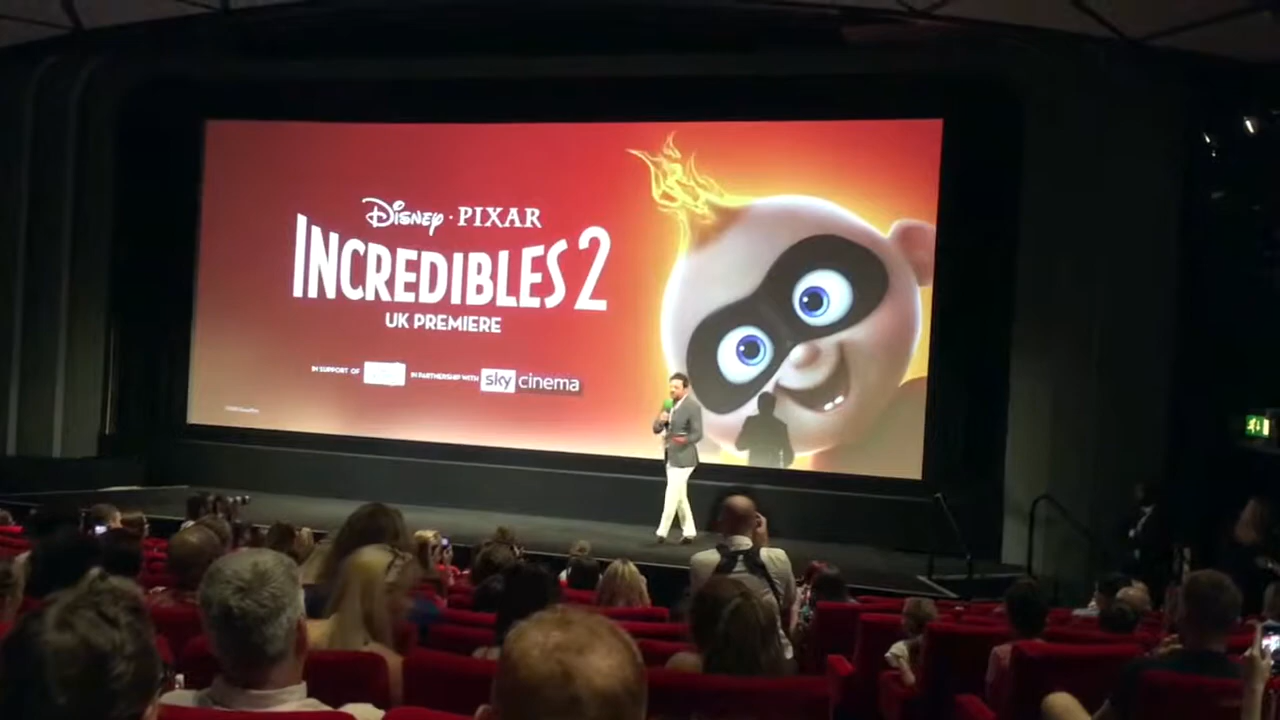 Disney · PIXAR
INCREDIBLES 2
UK PREMIERE
IN SUPPORT OF
IN PARTNERSHIP WITH sky cinema